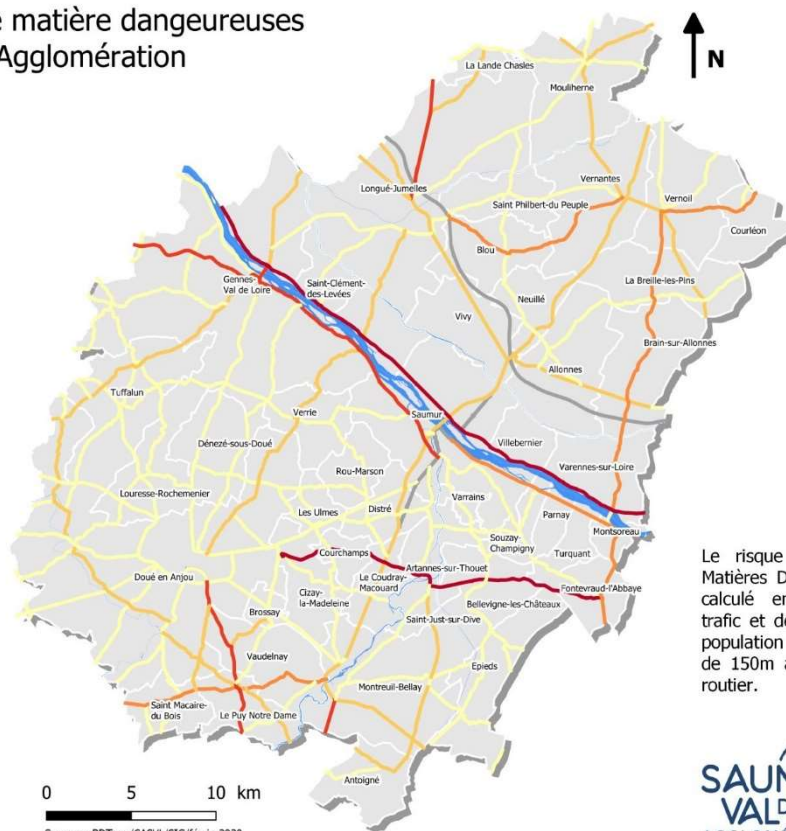 matière dangeureuses
Agglomération
N
La Lande Chasles
Mouliherne
Longué-Jumelles
Vernantes
Vernoil
Saint Philbert-du Peuple
Courléon
Blou
La Breille-les-Pins
Gennes-
Val de Loire
Saint-Clément-
des-Levées
Neuillé
Vivy
Brain-sur-Allonnes
Allonnes
Tuffalun
Verrie
Saumur
Dénezé-sous-Doué
Villebernier
Rou-Marson
Varennes-sur-Loire
Louresse-Rochemenier
Varrains
Les Ulmes
Distré
Parnay
Souzay-
Champigny
Montsoreau
Turquant
Courchamps
Artannes-sur-Thouet
Doué en Anjou
Le Coudray-
Macouard
Fontevraud-l'Abbaye
Cizay-
la-Madeleine
Bellevigne-les-Châteaux
Brossay
Saint-Just-sur-Dive
Vaudelnay
Epieds
Montreuil-Bellay
Saint Macaire-
du Bois
Le Puy Notre Dame
Antoigné
Le risque
Matières D
calculé en
trafic et de
population
de 150m a
routier.
0 5 10 km
SAUM
VAL D